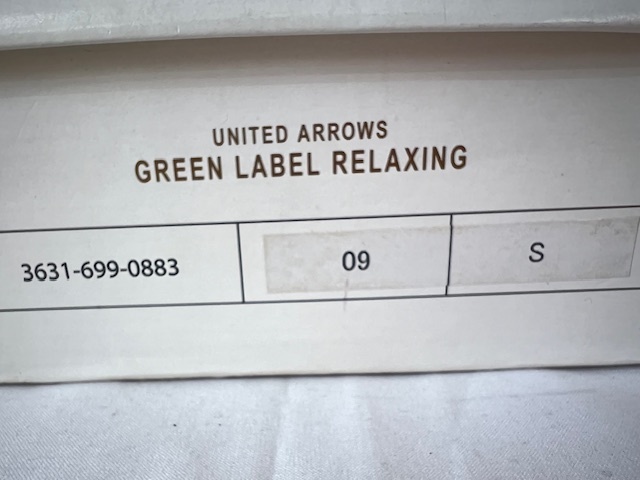 UNITED ARROWS
GREEN LABEL RELAXING
3631-699-0883 09 S